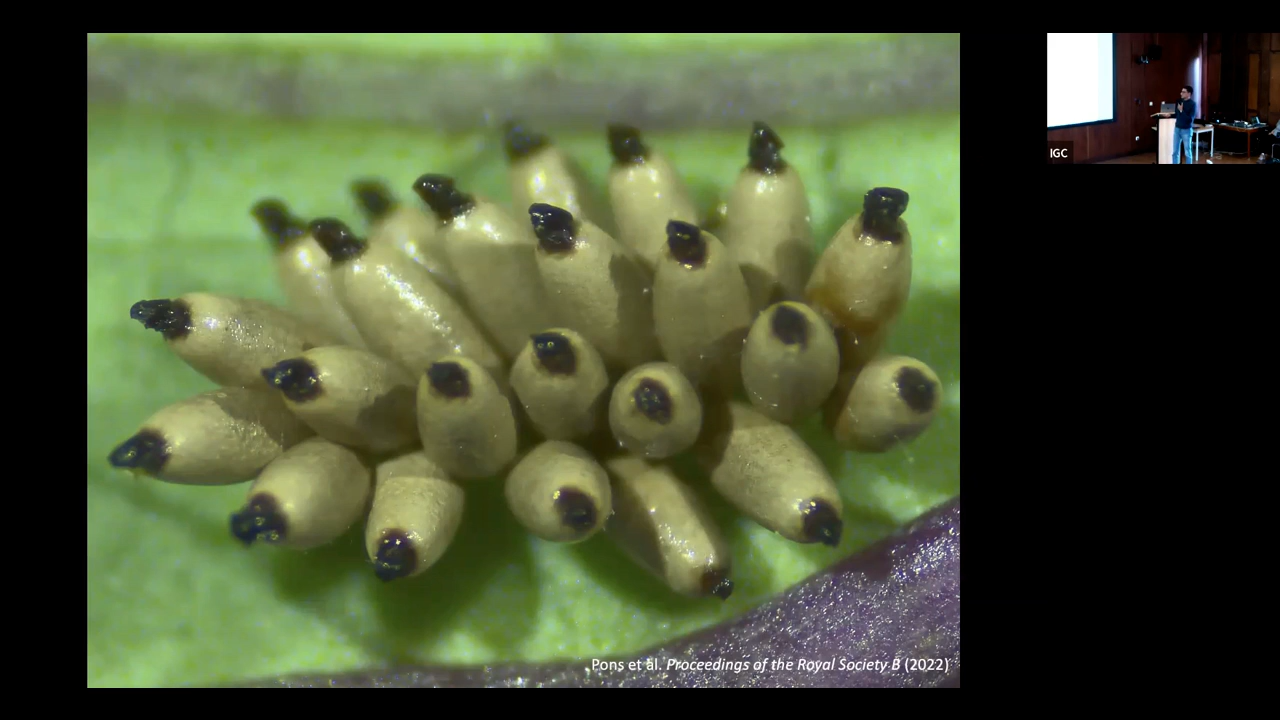 IGC
Pons et al. Proceedings of the Royal Society B (2022)